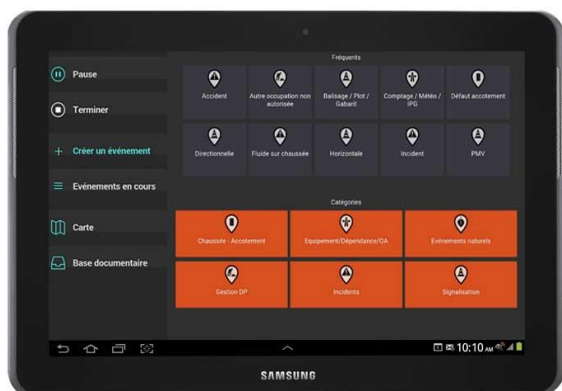 Pause
Terminer
Créer un événement
Evénements en cours
Carte
Base documentaire
Fréquents
Accident
Autre occupation non
autorisée
Balisage / Plot /
Gabarit
Comptage / Météo /
IPG
Défaut accotement
Directionnelle
Fluide sur chaussée
Horizontale
Incident
PMV
Catégories
Chaussée - Accotement
Equipement/Dépendance/OA
Evénements naturels
Gestion DP
Incidents
Signalisation
10:10 AM
SAMSUNG